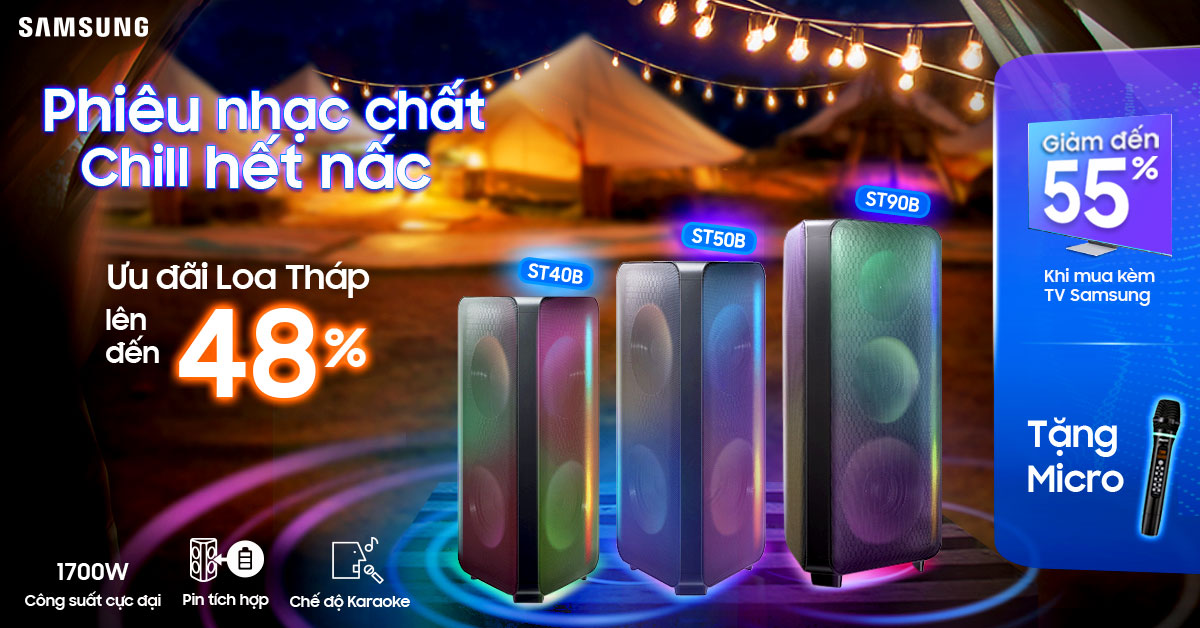 SAMSUNG
Phiêu nhạc chất
Chill hết nấc
Ưu đãi Loa Tháp
lên
đến
48%
1700W
Công suất cực đại
Pin tích hợp
Chế độ Karaoke
ST40B
ST50B
ST90B
Giảm đến
55%
Khi mua kèm
TV Samsung
Tặng
Micro